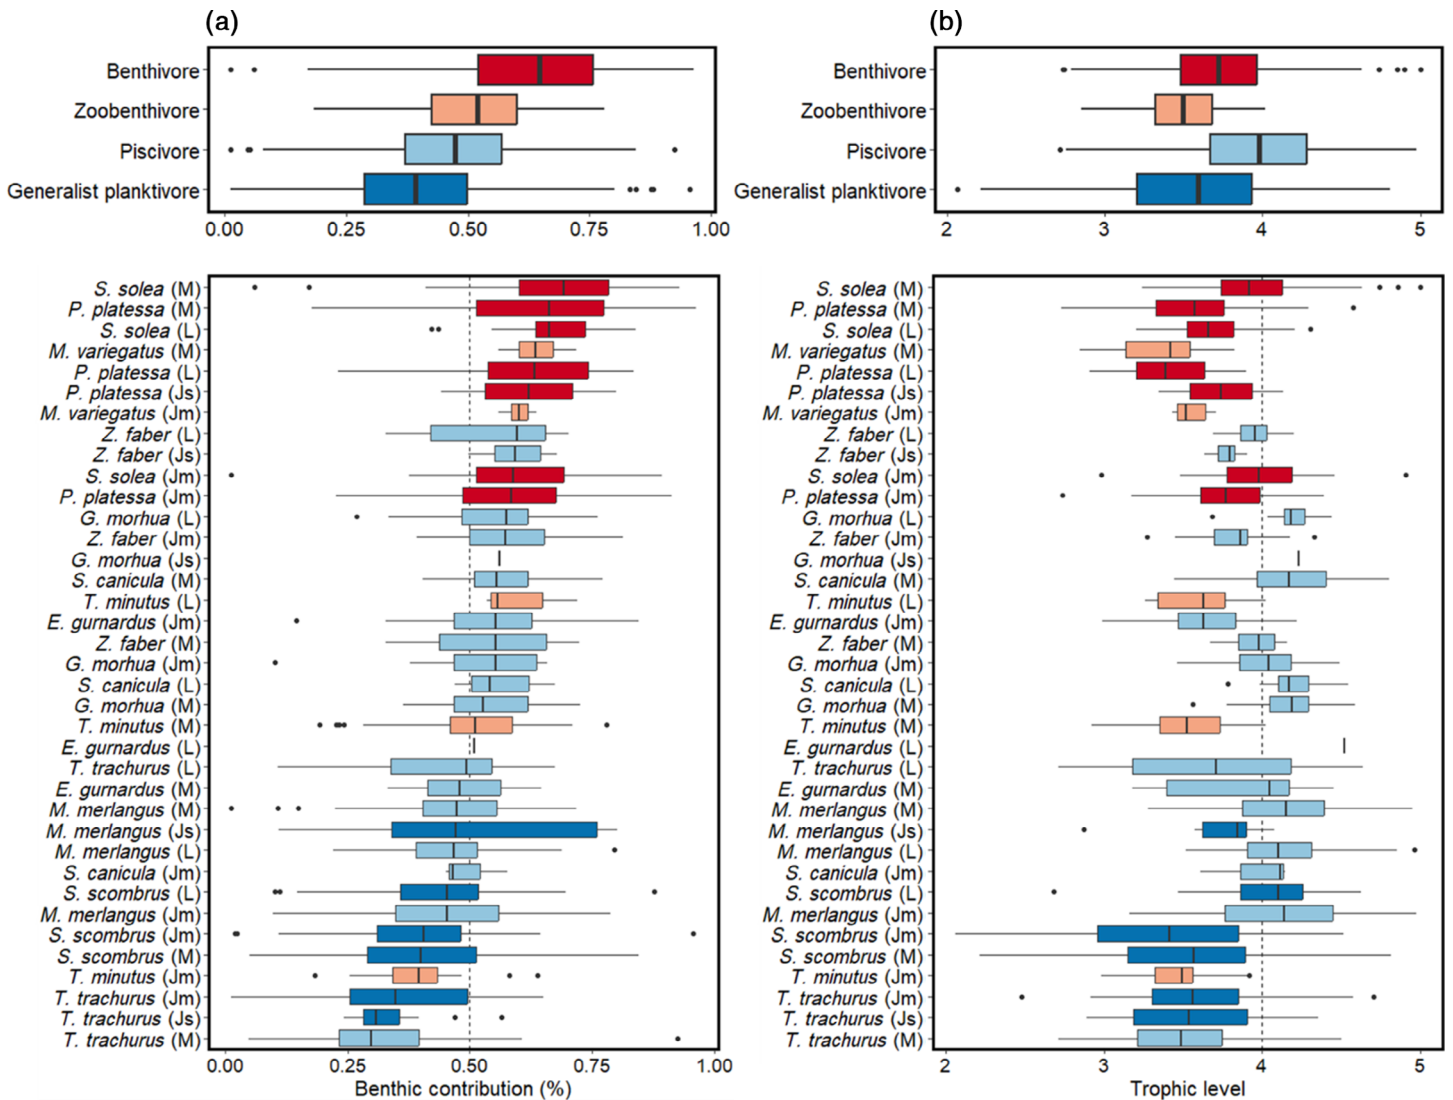 (a)
Benthivore
Zoobenthivore
Piscivore
Generalist planktivore
0.00 0.25 0.50 0.75 1.00
(b)
Benthivore
Zoobenthivore
Piscivore
Generalist planktivore
2 3 4 5
S. solea (M)
P. platessa (M)
S. solea (L)
M. variegatus (M)
P. platessa (L)
P. platessa (Js)
M. variegatus (Jm)
Z. faber (L)
Z. faber (Js)
S. solea (Jm)
P. platessa (Jm)
G. morhua (L)
Z. faber (Jm)
G. morhua (Js)
S. canicula (M)
T. minutus (L)
E. gurnardus (Jm)
Z. faber (M)
G. morhua (Jm)
S. canicula (L)
G. morhua (M)
T. minutus (M)
E. gurnardus (L)
T. trachurus (L)
E. gurnardus (M)
M. merlangus (M)
M. merlangus (Js)
M. merlangus (L)
S. canicula (Jm)
S. scombrus (L)
M. merlangus (Jm)
S. scombrus (Jm)
S. scombrus (M)
T. minutus (Jm)
T. trachurus (Jm)
T. trachurus (Js)
T. trachurus (M)
0.00 0.25 0.50 0.75 1.00
Benthic contribution (%)
S. solea (M)
P. platessa (M)
S. solea (L)
M. variegatus (M)
P. platessa (L)
P. platessa (Js)
M. variegatus (Jm)
Z. faber (L)
Z. faber (Js)
S. solea (Jm)
P. platessa (Jm)
G. morhua (L)
Z. faber (Jm)
G. morhua (Js)
S. canicula (M)
T. minutus (L)
E. gurnardus (Jm)
Z. faber (M)
G. morhua (Jm)
S. canicula (L)
G. morhua (M)
T. minutus (M)
E. gurnardus (L)
T. trachurus (L)
E. gurnardus (M)
M. merlangus (M)
M. merlangus (Js)
M. merlangus (L)
S. canicula (Jm)
S. scombrus (L)
M. merlangus (Jm)
S. scombrus (Jm)
S. scombrus (M)
T. minutus (Jm)
T. trachurus (Jm)
T. trachurus (Js)
T. trachurus (M)
2 3 4 5
Trophic level